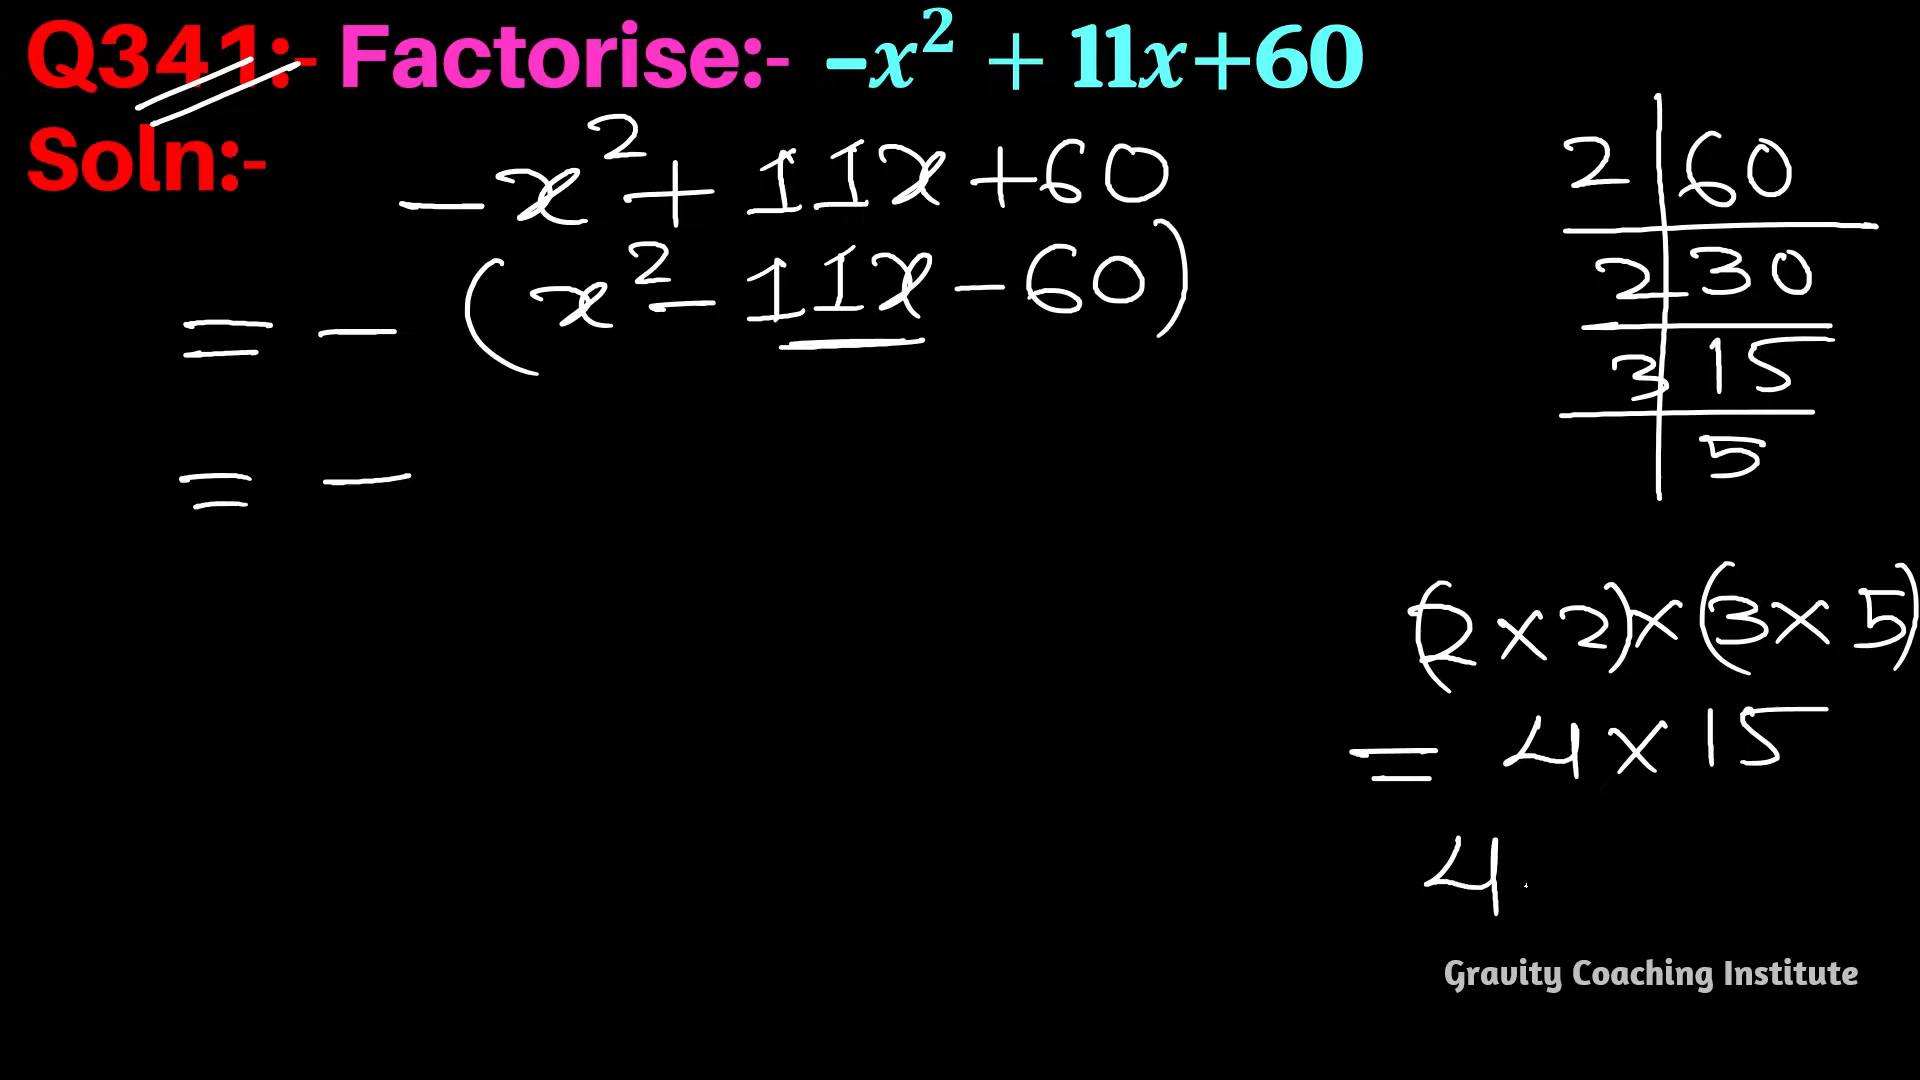 Q341:- Factorise:- –x² + 11x+60
Soln:-
-x² + 11x+60
= - (x² - 11x - 60)
= -
2 | 60
2 | 30
3 | 15
5
(2 × 2) × (3 × 5)
= 4 × 15
4
Gravity Coaching Institute